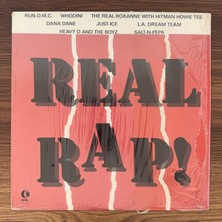 RUN-D.M.C. WHODINI THE REAL ROXANNE WITH HITMAN HOWIE TEE
DANA DANE JUST-ICE L.A. DREAM TEAM
HEAVY D AND THE BOYZ SALT-N-PEPA
REAL
RAP!
K